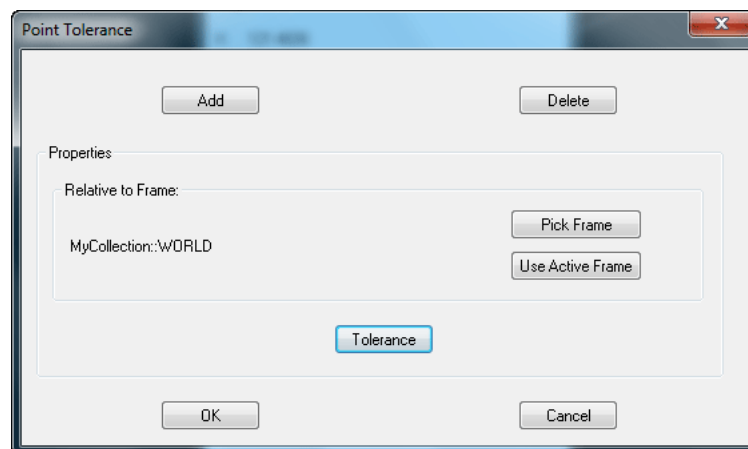 Point Tolerance
Add
Delete
Properties
Relative to Frame:
MyCollection::WORLD
Pick Frame
Use Active Frame
Tolerance
OK
Cancel